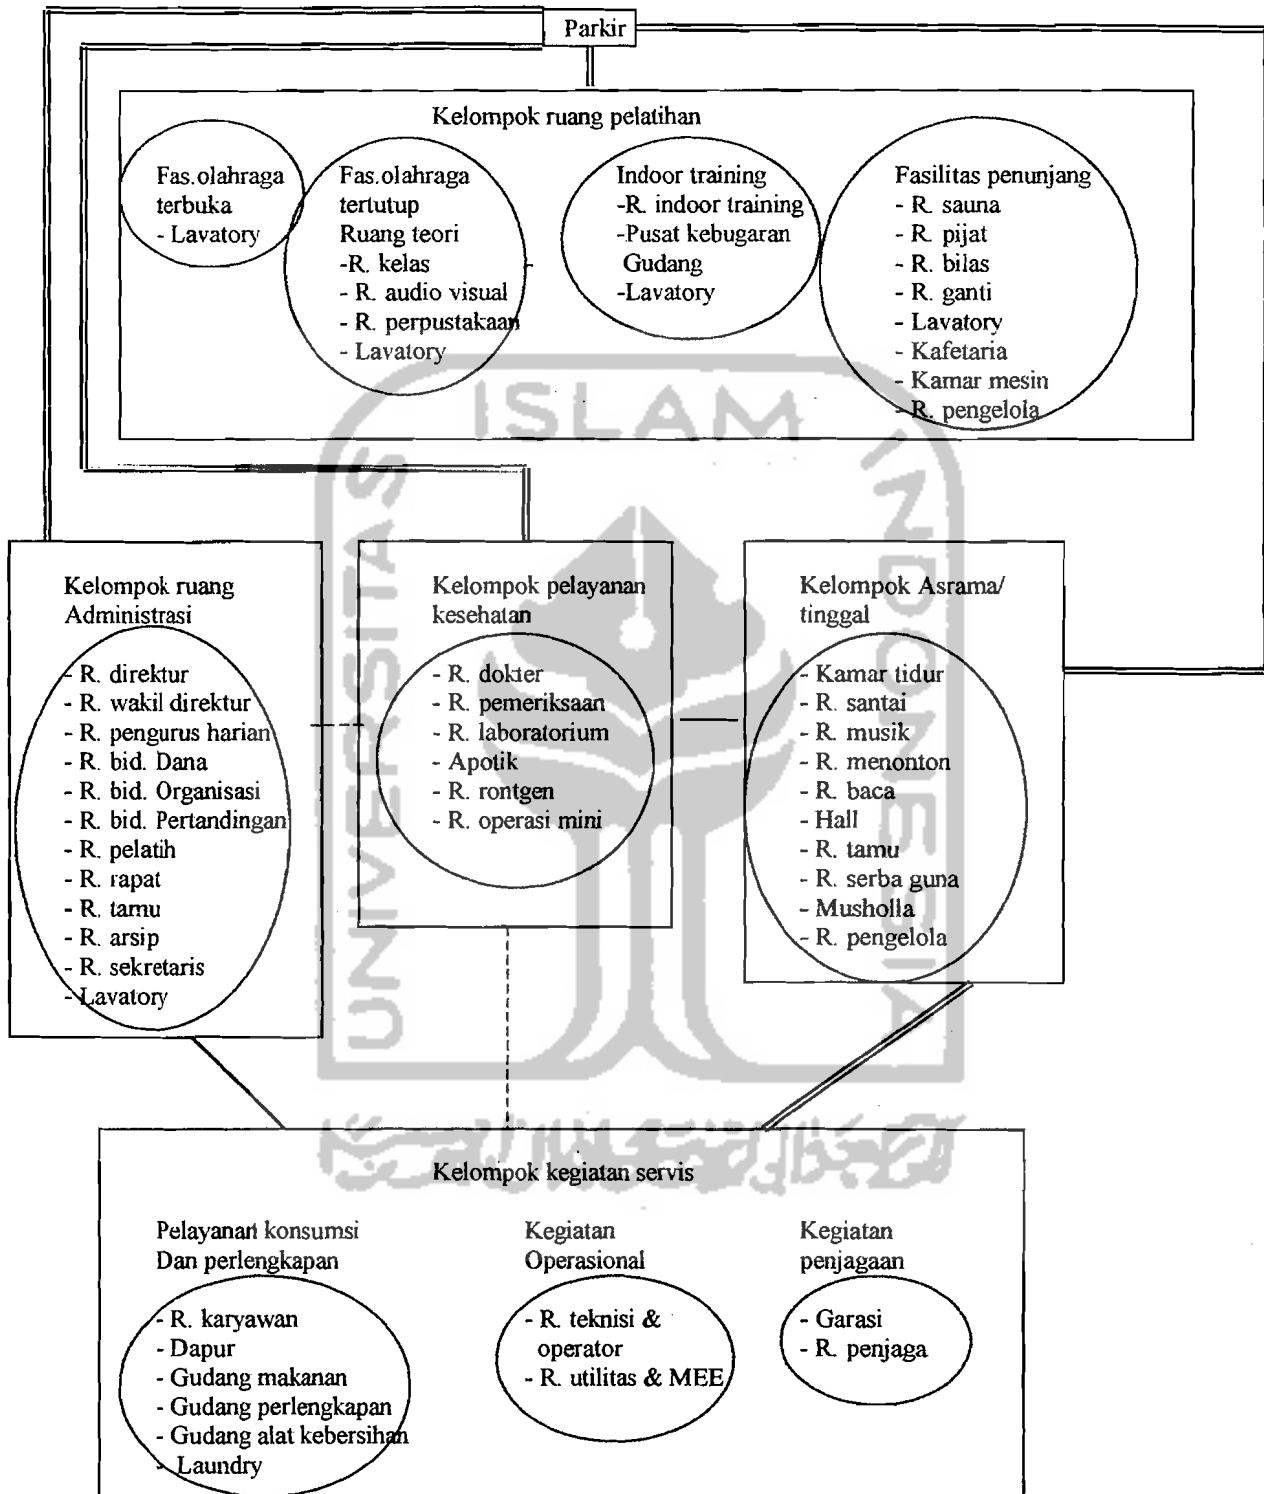 Parkir
Kelompok ruang pelatihan
Fas.olahraga
terbuka
- Lavatory
Fas.olahraga
tertutup
Ruang teori
-R. kelas
- R. audio visual
- R. perpustakaan
- Lavatory
Indoor training
-R. indoor training
-Pusat kebugaran
Gudang
-Lavatory
Fasilitas penunjang
- R. sauna
- R. pijat
- R. bilas
- R. ganti
- Lavatory
- Kafetaria
- Kamar mesin
- R. pengelola
Kelompok ruang
Administrasi
- R. direktur
- R. wakil direktur
- R. pengurus harian
- R. bid. Dana
- R. bid. Organisasi
- R. bid. Pertandingan
- R. pelatih
- R. rapat
- R. tamu
- R. arsip
- R. sekretaris
- Lavatory
Kelompok pelayanan
kesehatan
- R. dokter
- R. pemeriksaan
- R. laboratorium
- Apotik
- R. rontgen
- R. operasi mini
Kelompok Asrama/
tinggal
- Kamar tidur
- R. santai
- R. musik
- R. menonton
- R. baca
- Hall
- R. tamu
- R. serba guna
- Musholla
- R. pengelola
Kelompok kegiatan servis
Pelayanan konsumsi
Dan perlengkapan
- R. karyawan
- Dapur
- Gudang makanan
- Gudang perlengkapan
- Gudang alat kebersihan
- Laundry
Kegiatan
Operasional
- R. teknisi &
operator
- R. utilitas & MEE
Kegiatan
penjagaan
- Garasi
- R. penjaga
UNIVERSITAS
ISLAM
INDONESIA